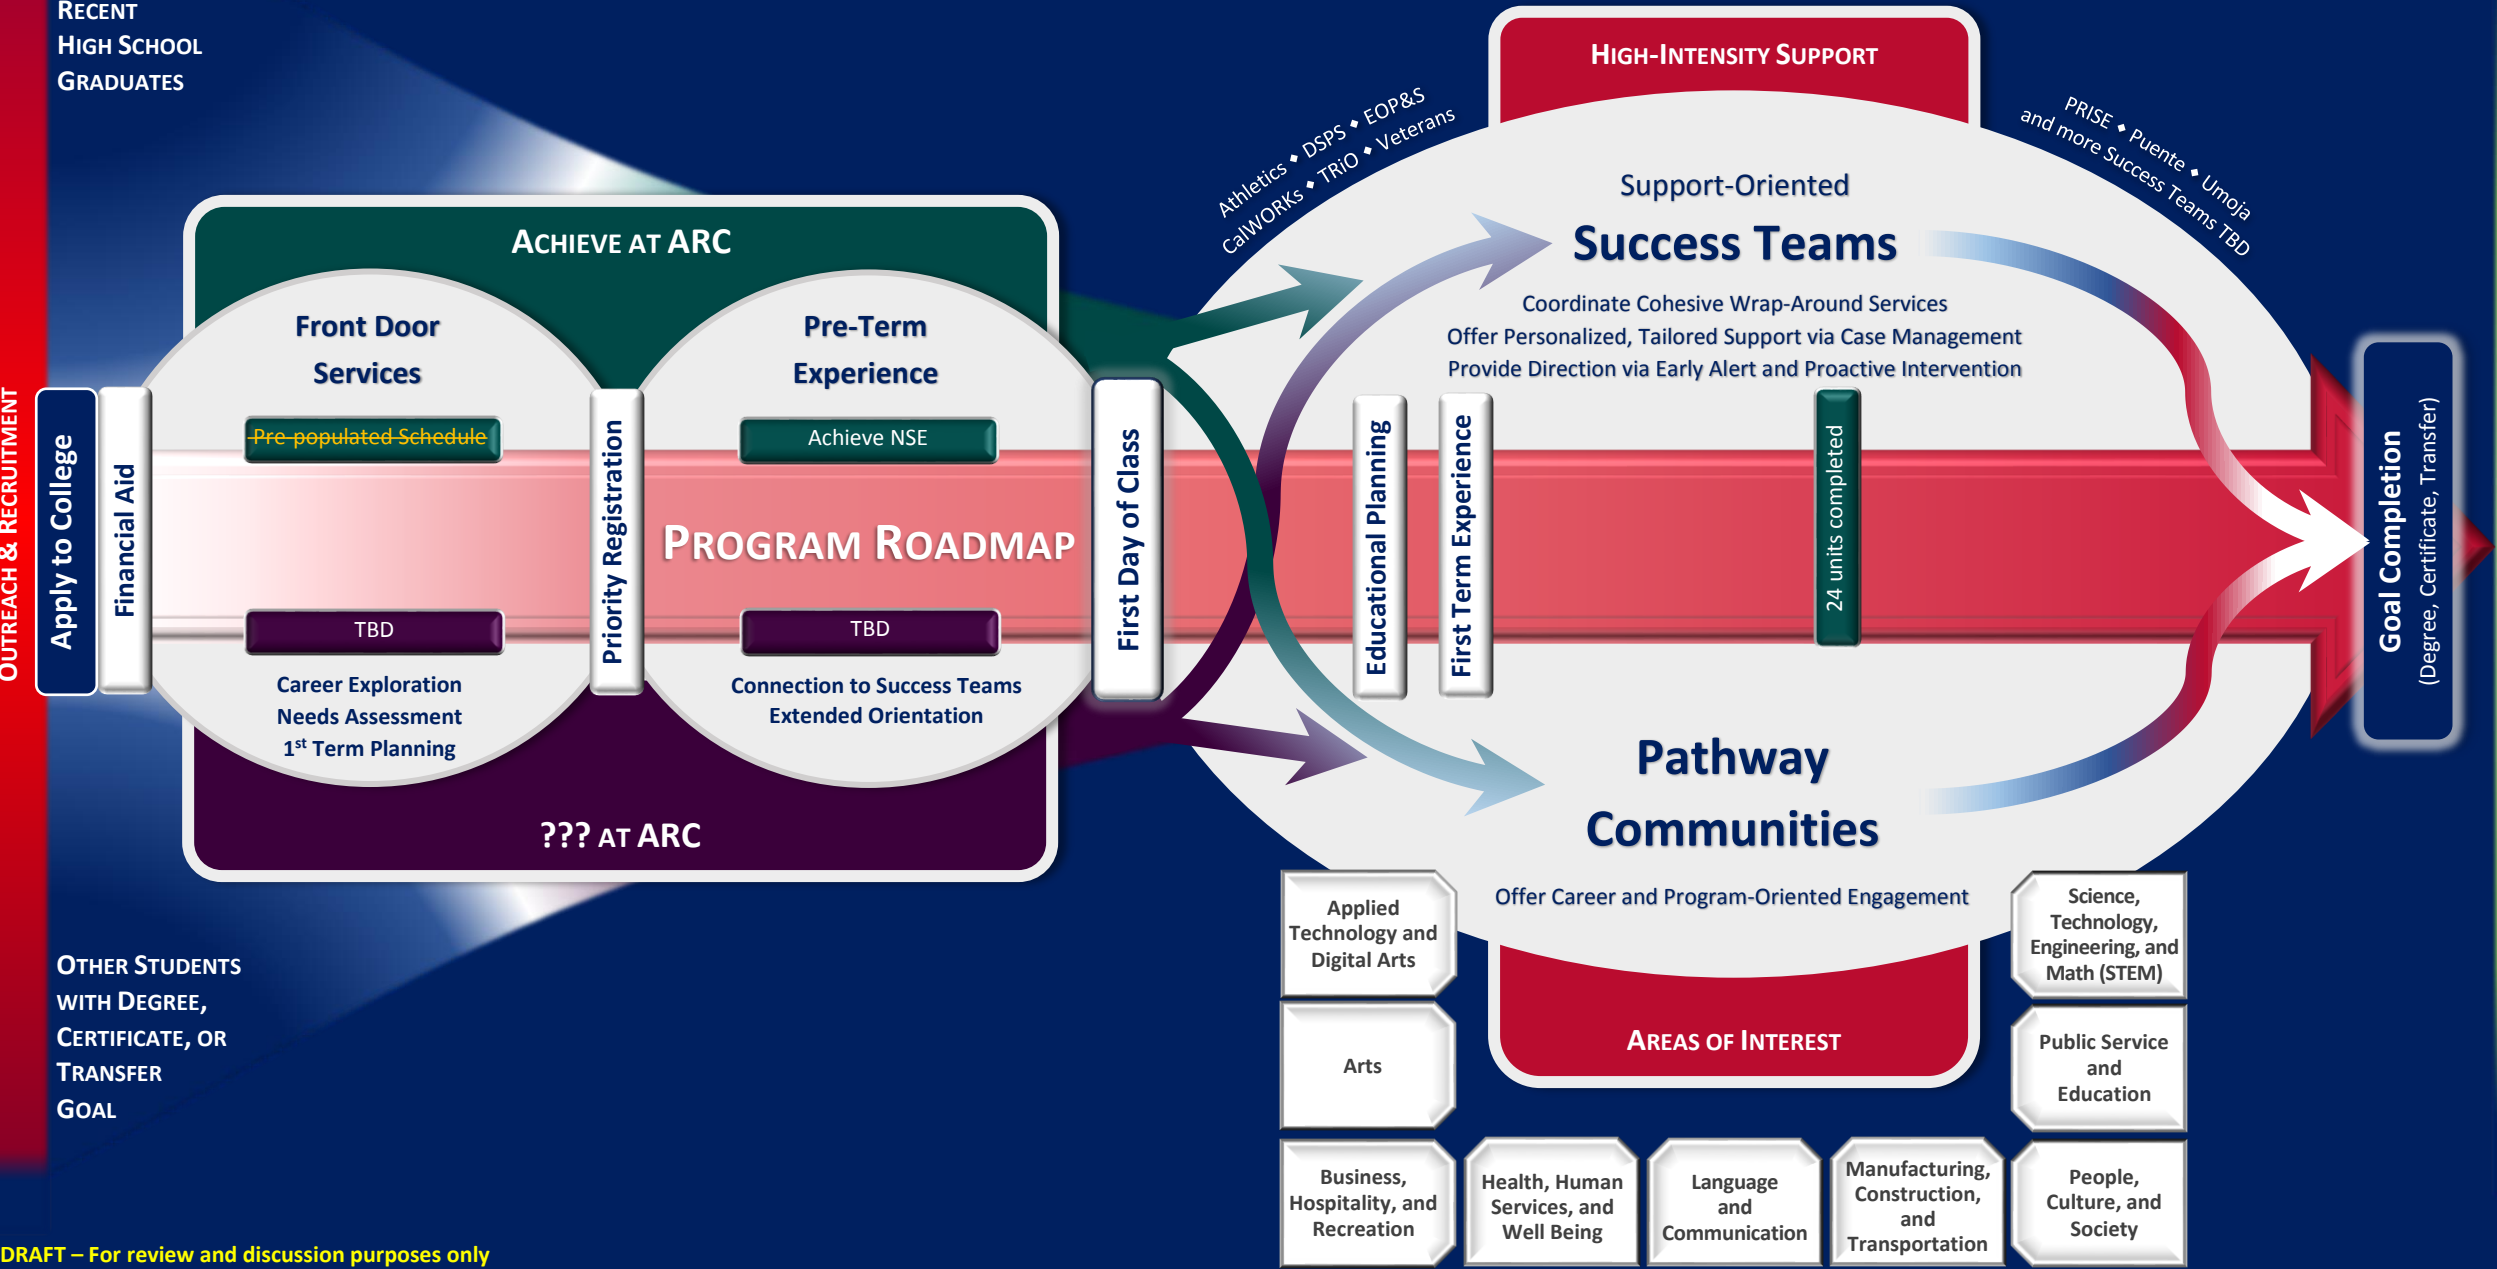 RECENT
HIGH SCHOOL
GRADUATES
OUTREACH & RECRUITMENT
Apply to College
Financial Aid
ACHIEVE AT ARC
Front Door
Services
Pre-populated Schedule
TBD
Career Exploration
Needs Assessment
1st Term Planning
Priority Registration
Pre-Term
Experience
Achieve NSE
PROGRAM ROADMAP
TBD
Connection to Success Teams
Extended Orientation
??? AT ARC
First Day of Class
OTHER STUDENTS
WITH DEGREE,
CERTIFICATE, OR
TRANSFER
GOAL
HIGH-INTENSITY SUPPORT
Athletics ⬥ DSPS ⬥ EOP&S
CalWORKs ⬥ TRiO ⬥ Veterans
PRISE ⬥ Puente ⬥ Umoja
and more Success Teams TBD
Support-Oriented
Success Teams
Coordinate Cohesive Wrap-Around Services
Offer Personalized, Tailored Support via Case Management
Provide Direction via Early Alert and Proactive Intervention
Educational Planning
First Term Experience
24 units completed
Goal Completion
(Degree, Certificate, Transfer)
Pathway
Communities
Offer Career and Program-Oriented Engagement
AREAS OF INTEREST
Applied
Technology and
Digital Arts
Arts
Business,
Hospitality, and
Recreation
Health, Human
Services, and
Well Being
Language
and
Communication
Manufacturing,
Construction,
and
Transportation
People,
Culture, and
Society
Public Service
and
Education
Science,
Technology,
Engineering, and
Math (STEM)
DRAFT – For review and discussion purposes only